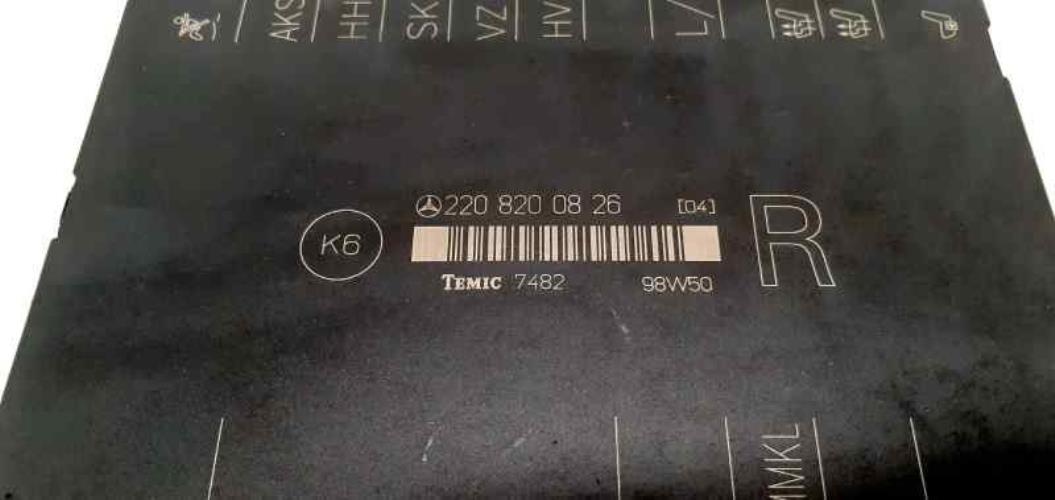 AKS
HH
SK
VZ
HV
L/
220 820 08 26 [04]
K6
R
TEMIC 7482 98W50
MMKL